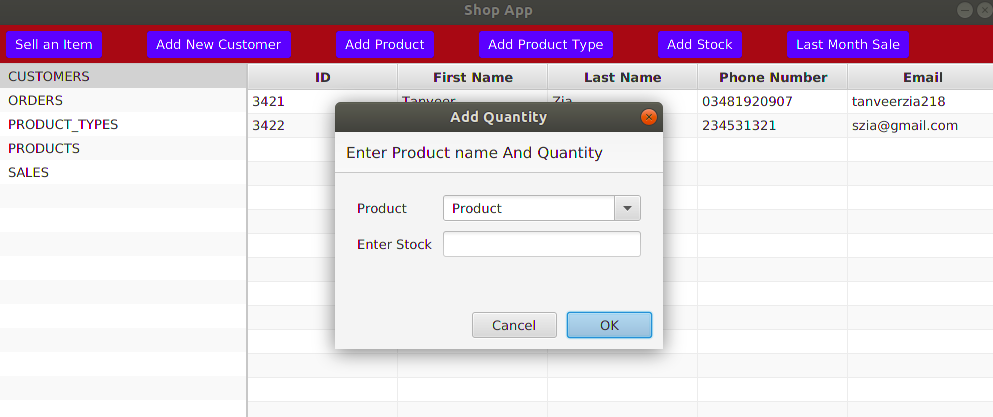 Shop App
Sell an Item Add New Customer Add Product Add Product Type Add Stock Last Month Sale
CUSTOMERS
ORDERS
PRODUCT_TYPES
PRODUCTS
SALES
ID First Name Last Name Phone Number Email
3421 Tanveer Zia 03481920907 tanveerzia218
3422 234531321 szia@gmail.com
Add Quantity
Enter Product name And Quantity
Product Product
Enter Stock
Cancel OK